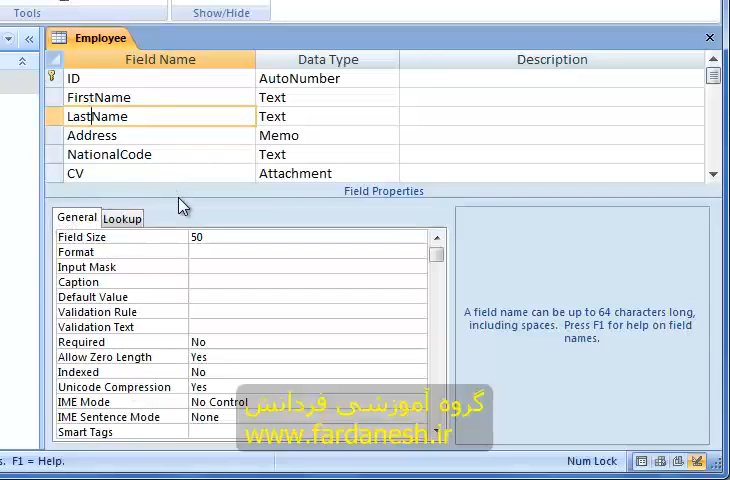 Tools Show/Hide
Employee
Field Name Data Type Description
ID AutoNumber
FirstName Text
LastName Text
Address Memo
NationalCode Text
CV Attachment
Field Properties
General Lookup
Field Size 50
Format
Input Mask
Caption
Default Value
Validation Rule
Validation Text
Required No
Allow Zero Length Yes
Indexed No
Unicode Compression Yes
IME Mode No Control
IME Sentence Mode None
Smart Tags
A field name can be up to 64 characters long,
including spaces. Press F1 for help on field
names.
گروه آموزشی فردانش
www.fardanesh.ir
s. F1 = Help. Num Lock